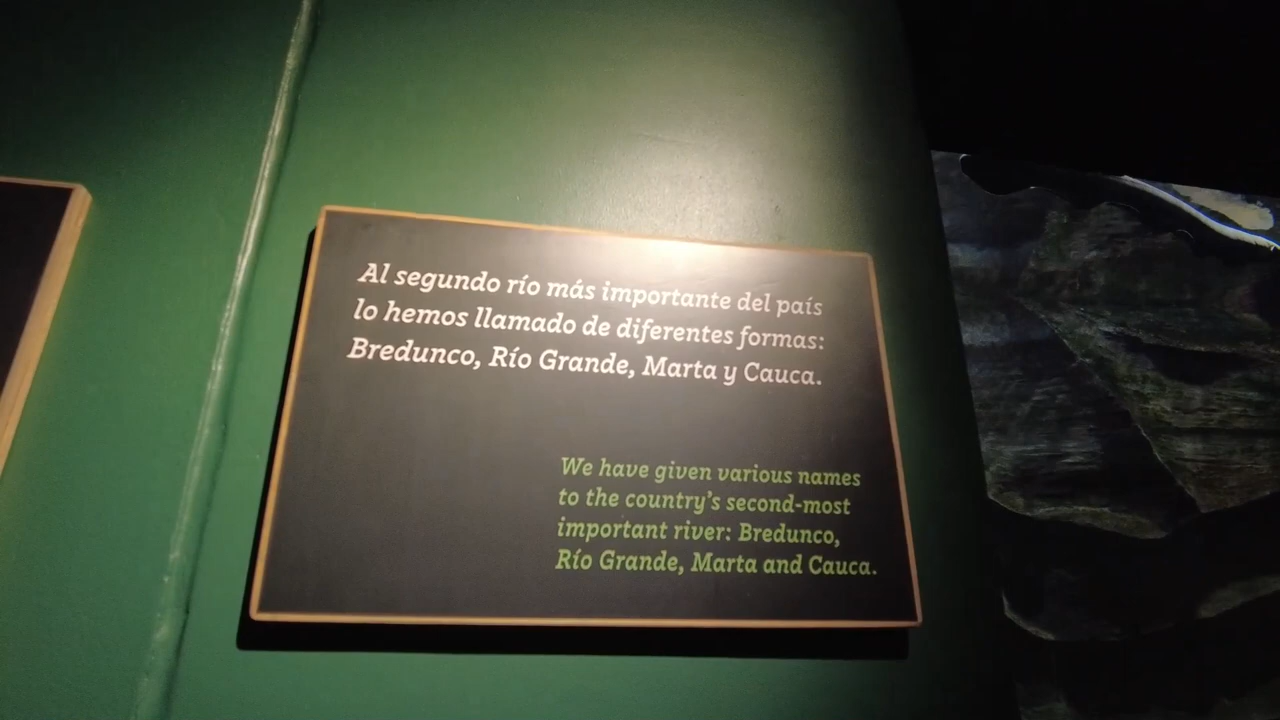 Al segundo río más importante del país
lo hemos llamado de diferentes formas:
Bredunco, Río Grande, Marta y Cauca.
We have given various names
to the country's second-most
important river: Bredunco,
Río Grande, Marta and Cauca.